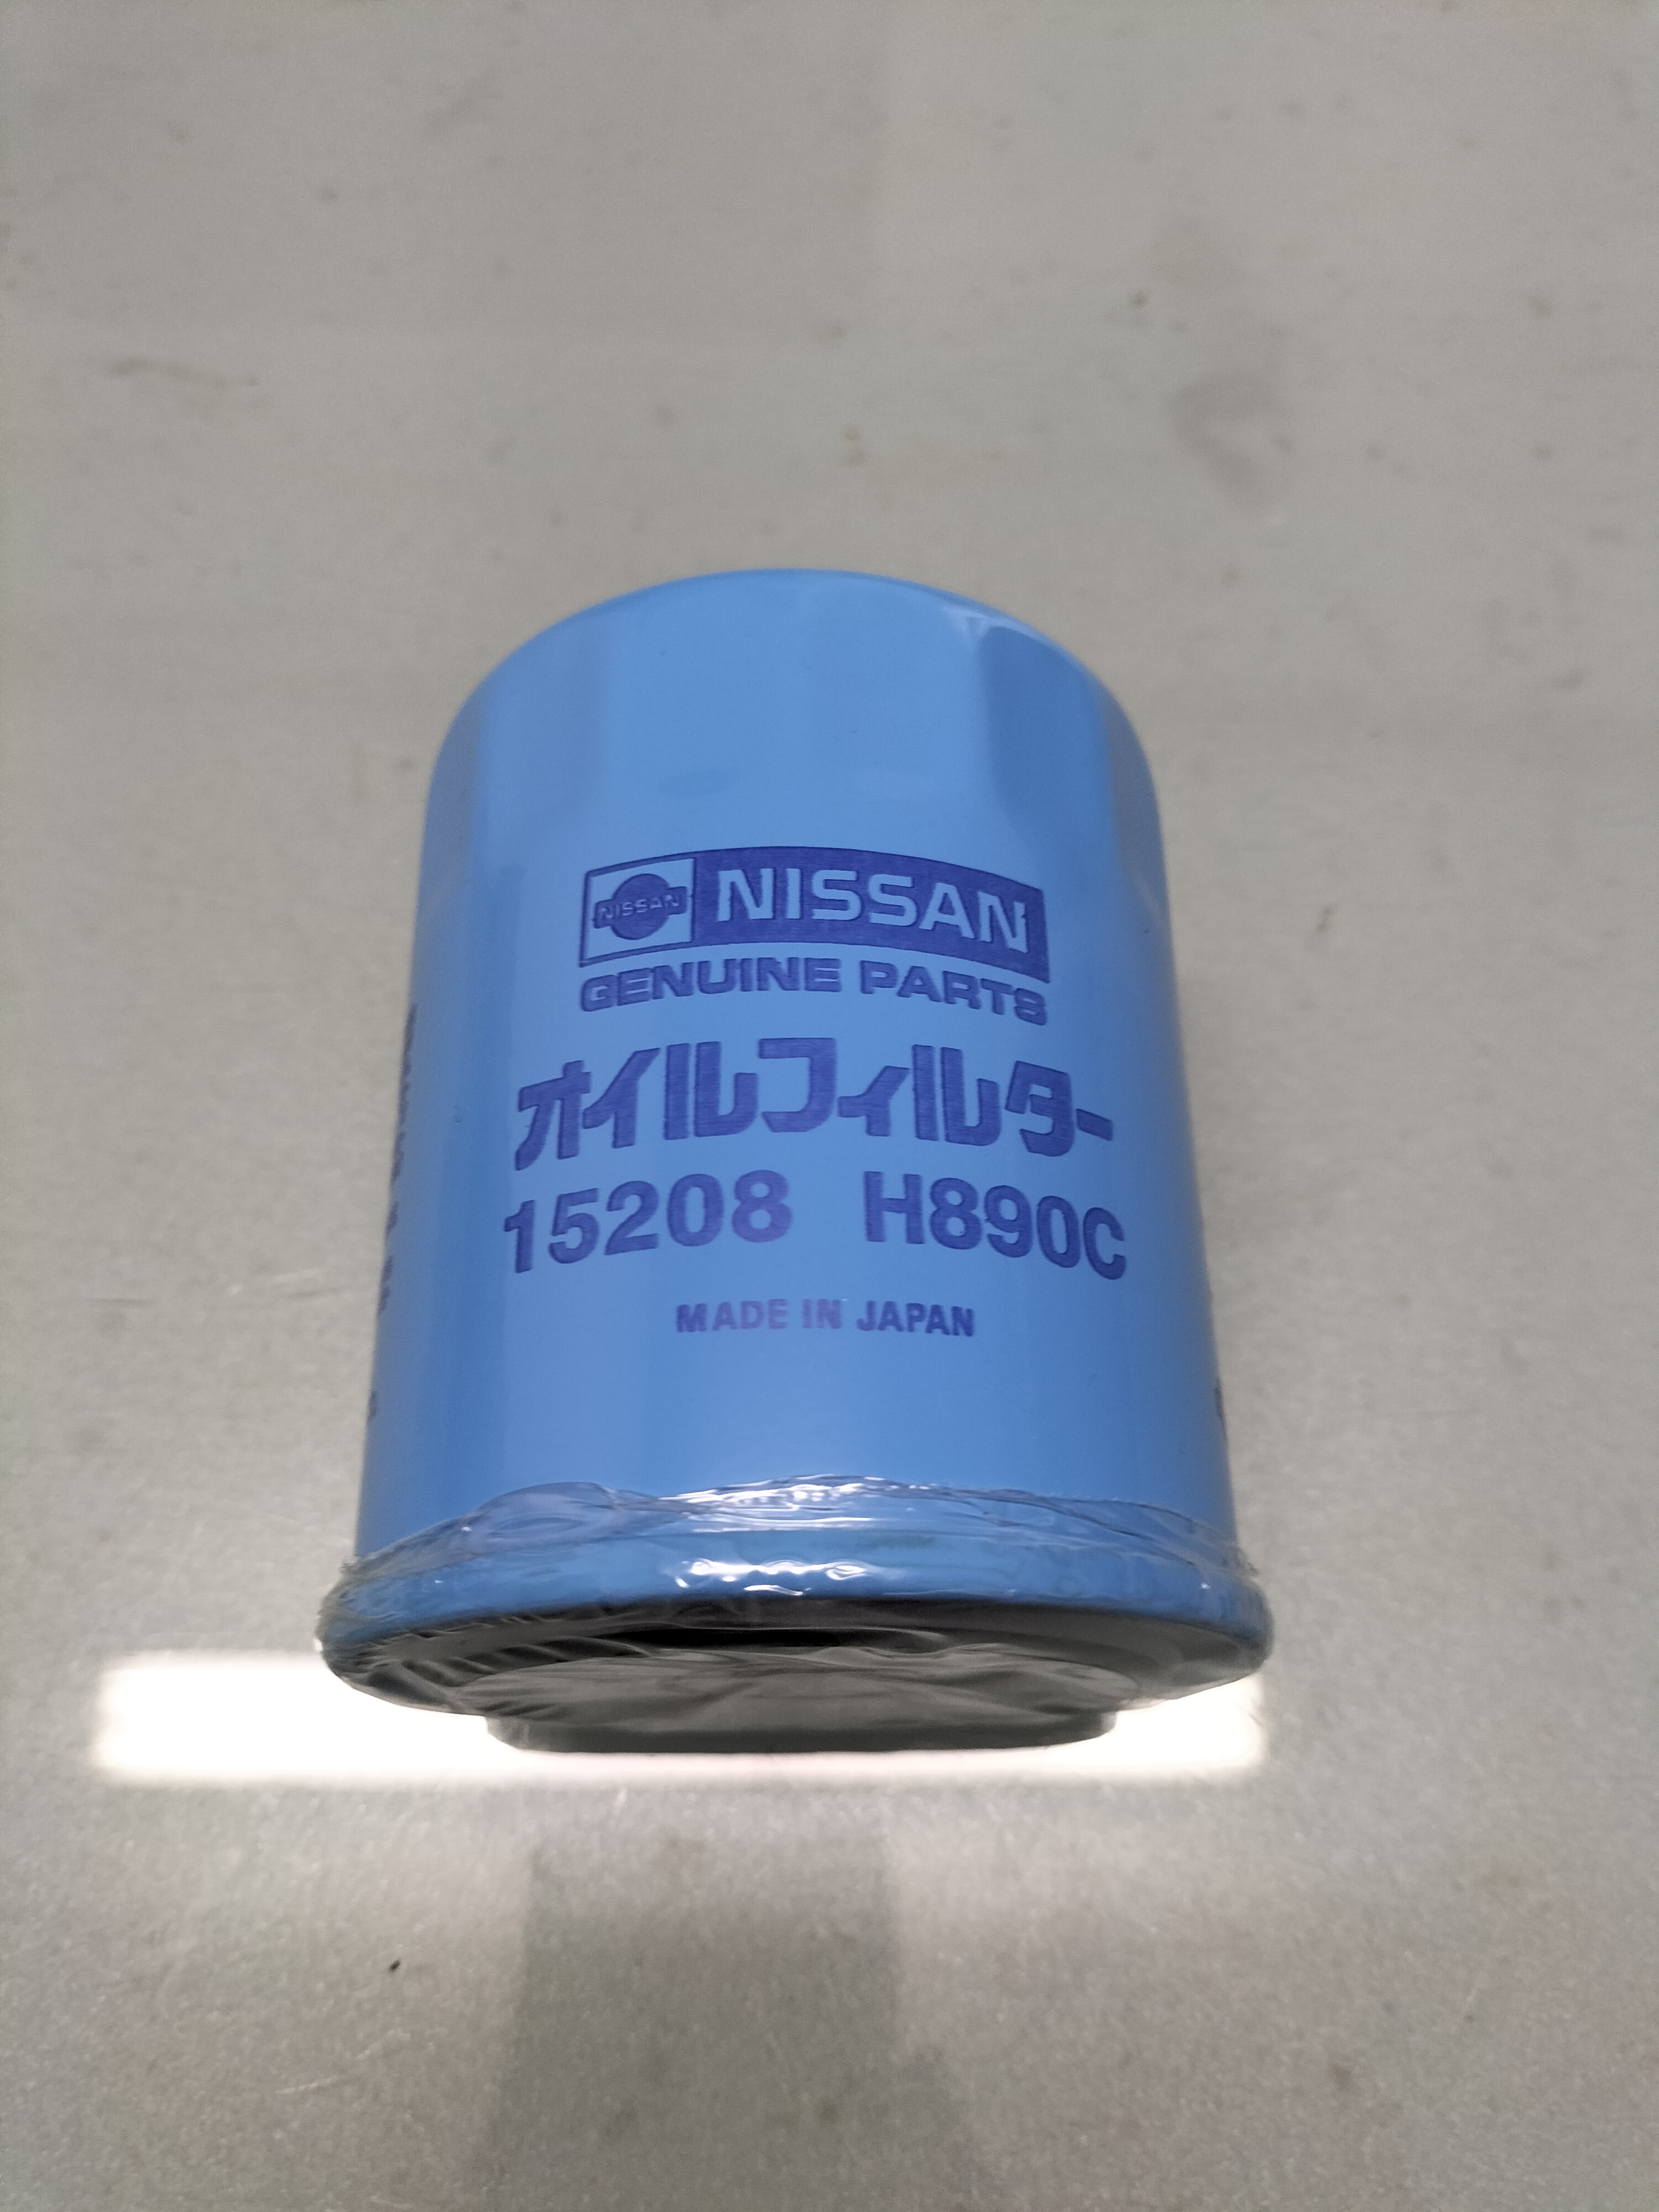 NISSAN NISSAN
GENUINE PARTS
オイルフィルター
15208 H890C
MADE IN JAPAN